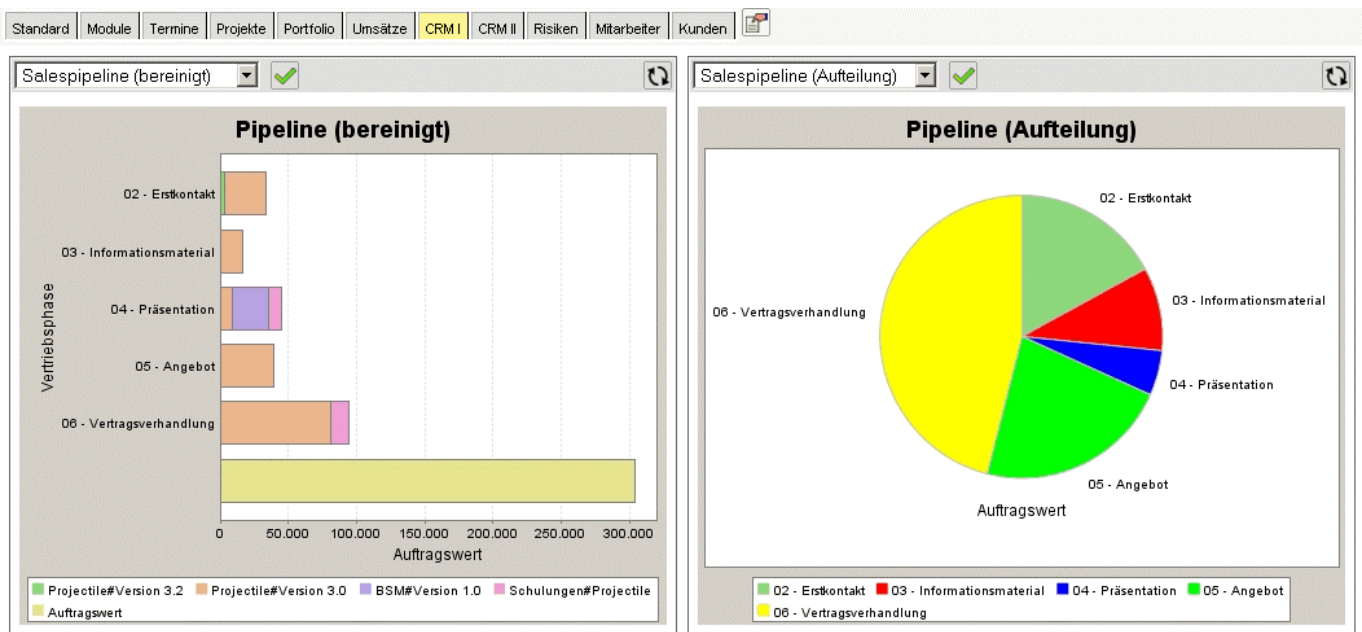 Standard Module Termine Projekte Portfolio Umsätze CRM I CRM II Risiken Mitarbeiter Kunden
Salespipeline (bereinigt)
Pipeline (bereinigt)
02 - Erstkontakt
03 - Informationsmaterial
04 - Präsentation
05 - Angebot
06 - Vertragsverhandlung
Vertriebsphase
0 50.000 100.000 150.000 200.000 250.000 300.000
Auftragswert
Projectile#Version 3.2 Projectile#Version 3.0 BSM#Version 1.0 Schulungen#Projectile
Auftragswert
Salespipeline (Aufteilung)
Pipeline (Aufteilung)
02 - Erstkontakt
03 - Informationsmaterial
06 - Vertragsverhandlung
04 - Präsentation
05 - Angebot
Auftragswert
02 - Erstkontakt 03 - Informationsmaterial 04 - Präsentation 05 - Angebot
06 - Vertragsverhandlung